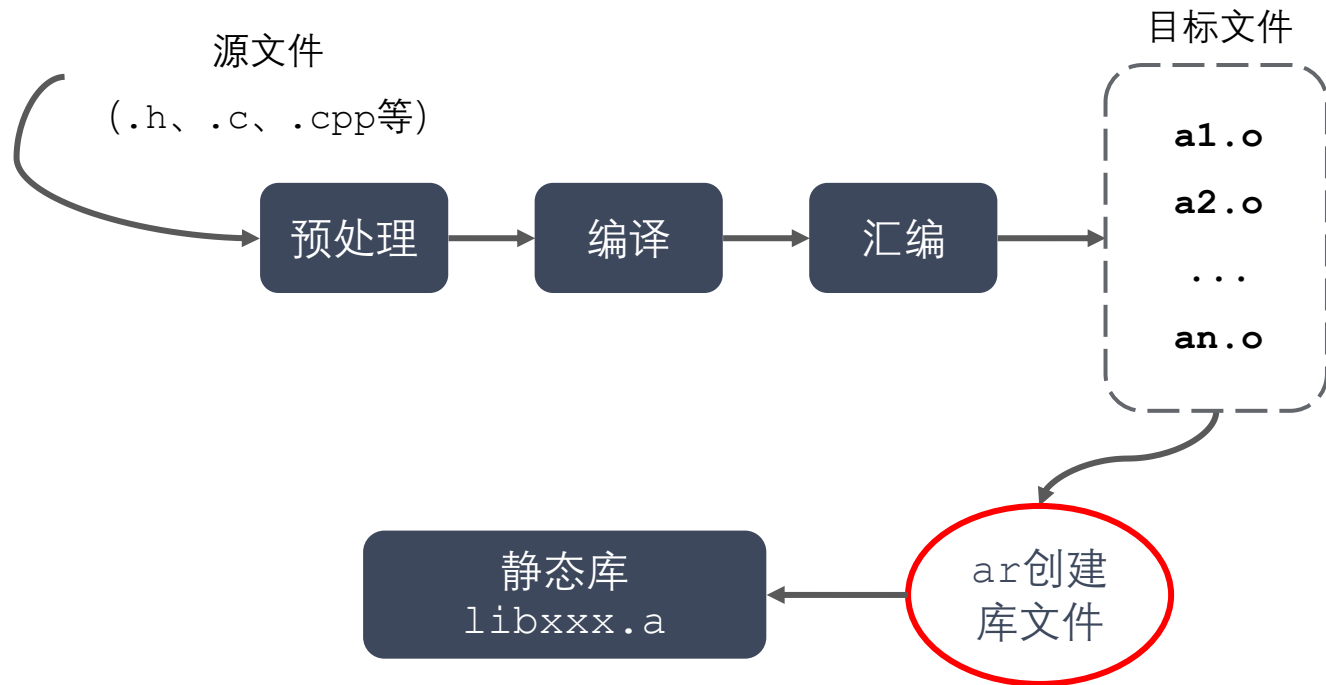 源文件
(.h、.c、.cpp等)
预处理
编译
汇编
目标文件
a1.o
a2.o
...
an.o
ar创建
库文件
静态库
libxxx.a